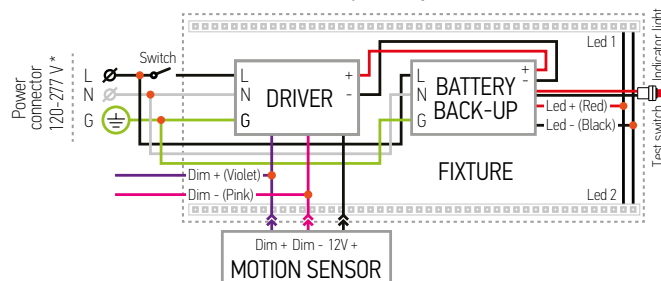 Power
connector
120-277 V *
L
N
G
Switch
L
N
G
DRIVER
+
-
L
N
G
BATTERY
BACK-UP
+
-
Led 1
Led + (Red)
Led - (Black)
Test switch
Indicator light
FIXTURE
Dim + (Violet)
Dim - (Pink)
Led 2
Dim + Dim - 12V +
MOTION SENSOR